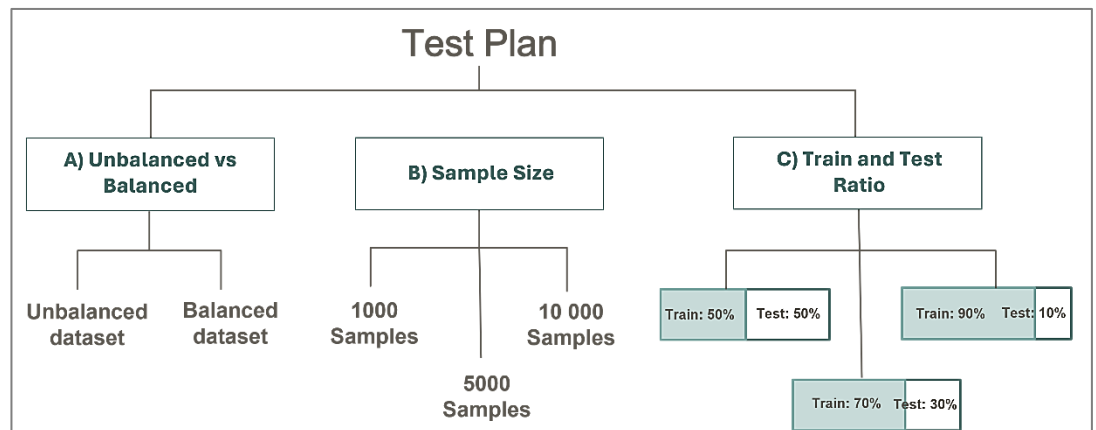 Test Plan
A) Unbalanced vs
Balanced
B) Sample Size
C) Train and Test
Ratio
Unbalanced
dataset
Balanced
dataset
1000
Samples
5000
Samples
10 000
Samples
Train: 50%
Test: 50%
Train: 70%
Test: 30%
Train: 90%
Test: 10%